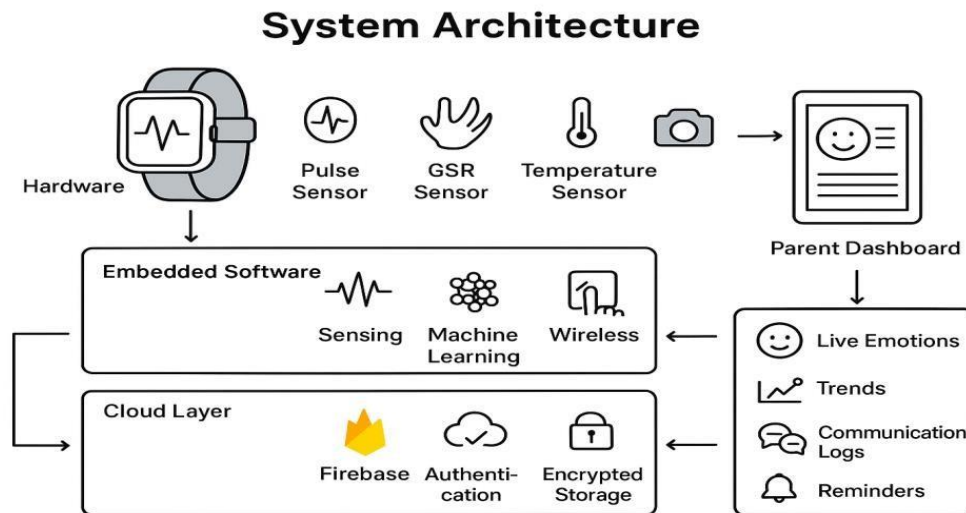 System Architecture
Hardware
Pulse
Sensor
GSR
Sensor
Temperature
Sensor
Parent Dashboard
Embedded Software
Sensing
Machine
Learning
Wireless
Live Emotions
Trends
Communication
Logs
Reminders
Cloud Layer
Firebase
Authenti-
cation
Encrypted
Storage